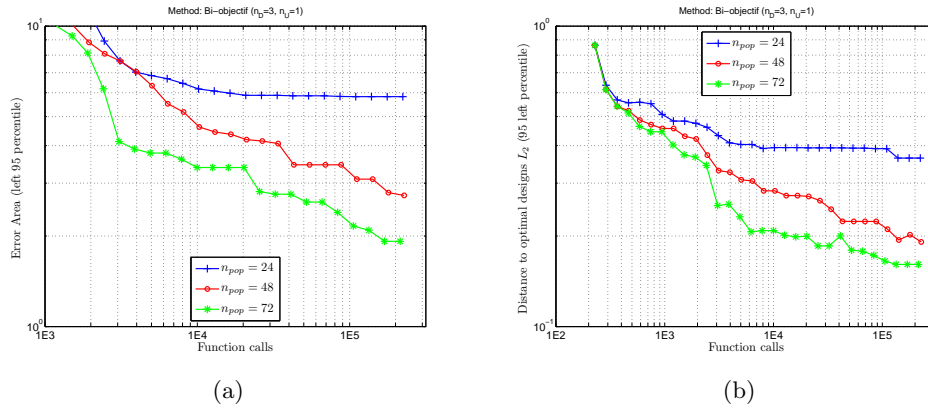 Method: Bi−objectif (n_D=3, n_U=1)
10^1
Error Area (left 95 percentile)
n_pop = 24
n_pop = 48
n_pop = 72
10^0
1E3
1E4
1E5
Function calls
(a)
Method: Bi−objectif (n_D=3, n_U=1)
10^0
Distance to optimal designs L_2 (95 left percentile)
n_pop = 24
n_pop = 48
n_pop = 72
10^−1
1E2
1E3
1E4
1E5
Function calls
(b)